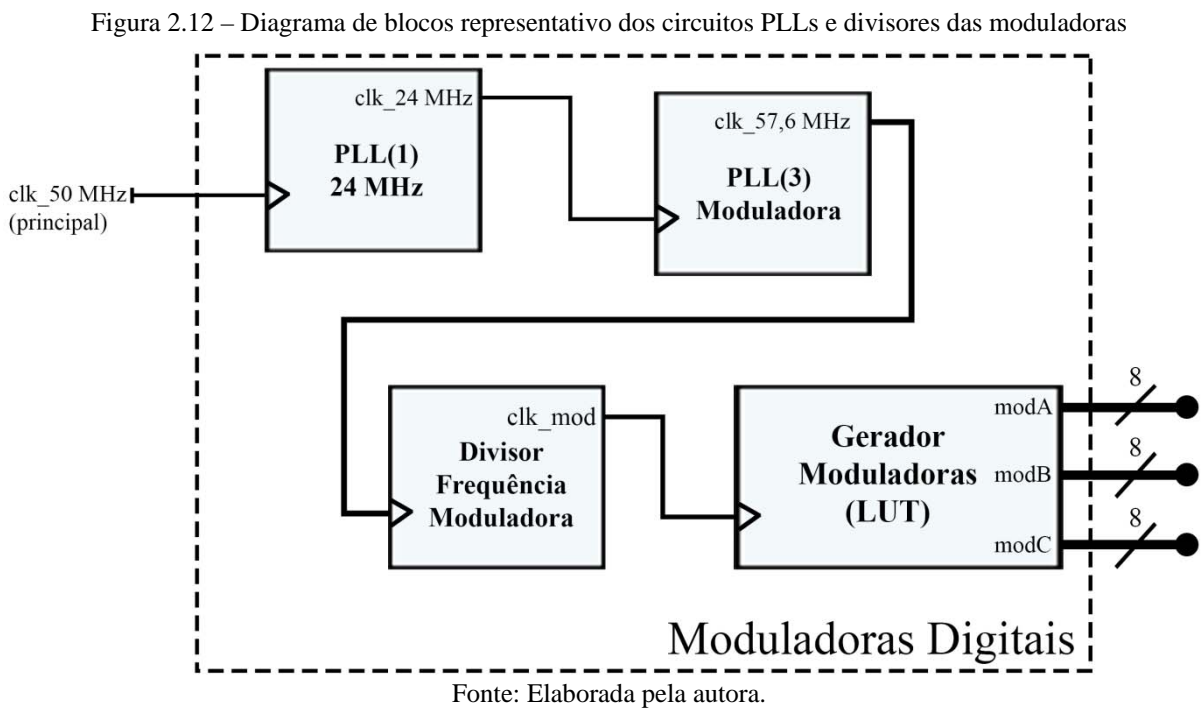 Figura 2.12 – Diagrama de blocos representativo dos circuitos PLLs e divisores das moduladoras
clk_24 MHz
PLL(1)
24 MHz
clk_50 MHz
(principal)
clk_57,6 MHz
PLL(3)
Moduladora
clk_mod
Divisor
Frequência
Moduladora
Gerador
Moduladoras
(LUT)
modA
8
modB
8
modC
8
Moduladoras Digitais
Fonte: Elaborada pela autora.